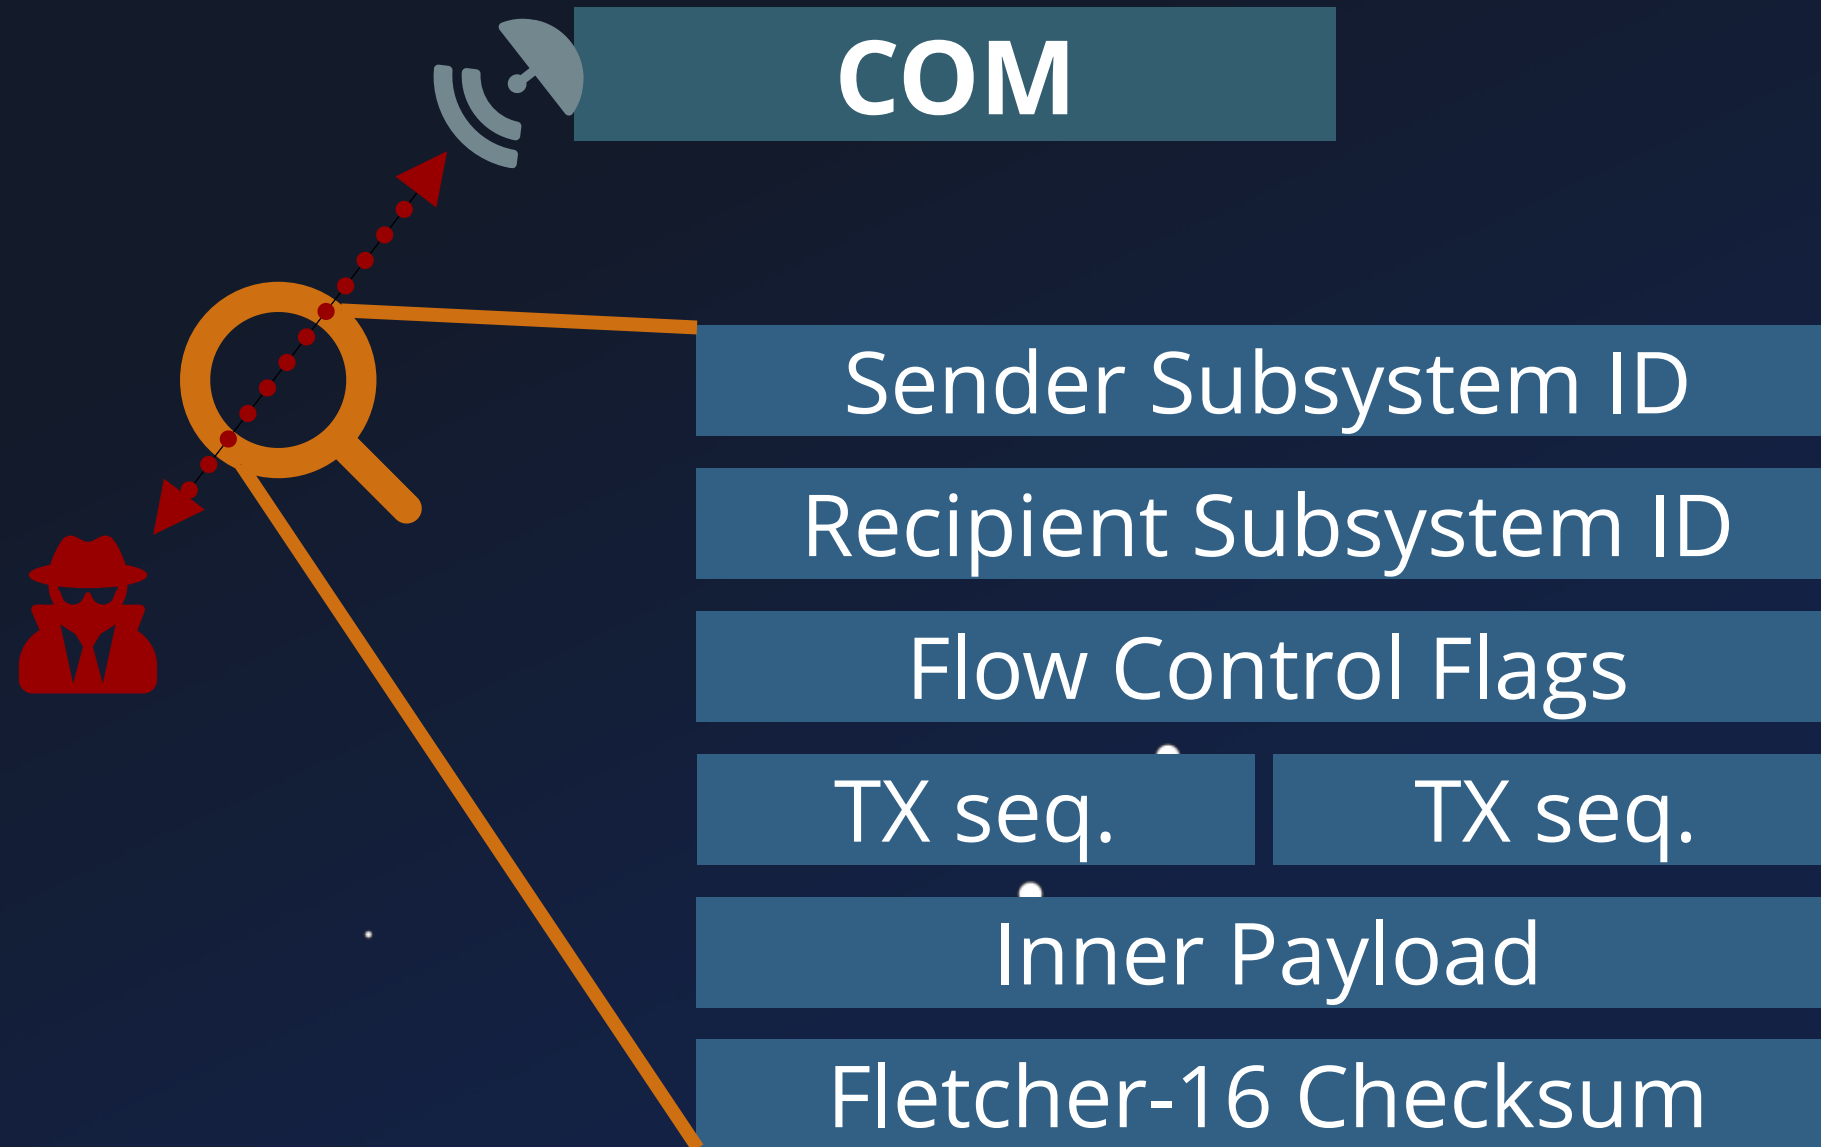 COM
Sender Subsystem ID
Recipient Subsystem ID
Flow Control Flags
TX seq. TX seq.
Inner Payload
Fletcher-16 Checksum